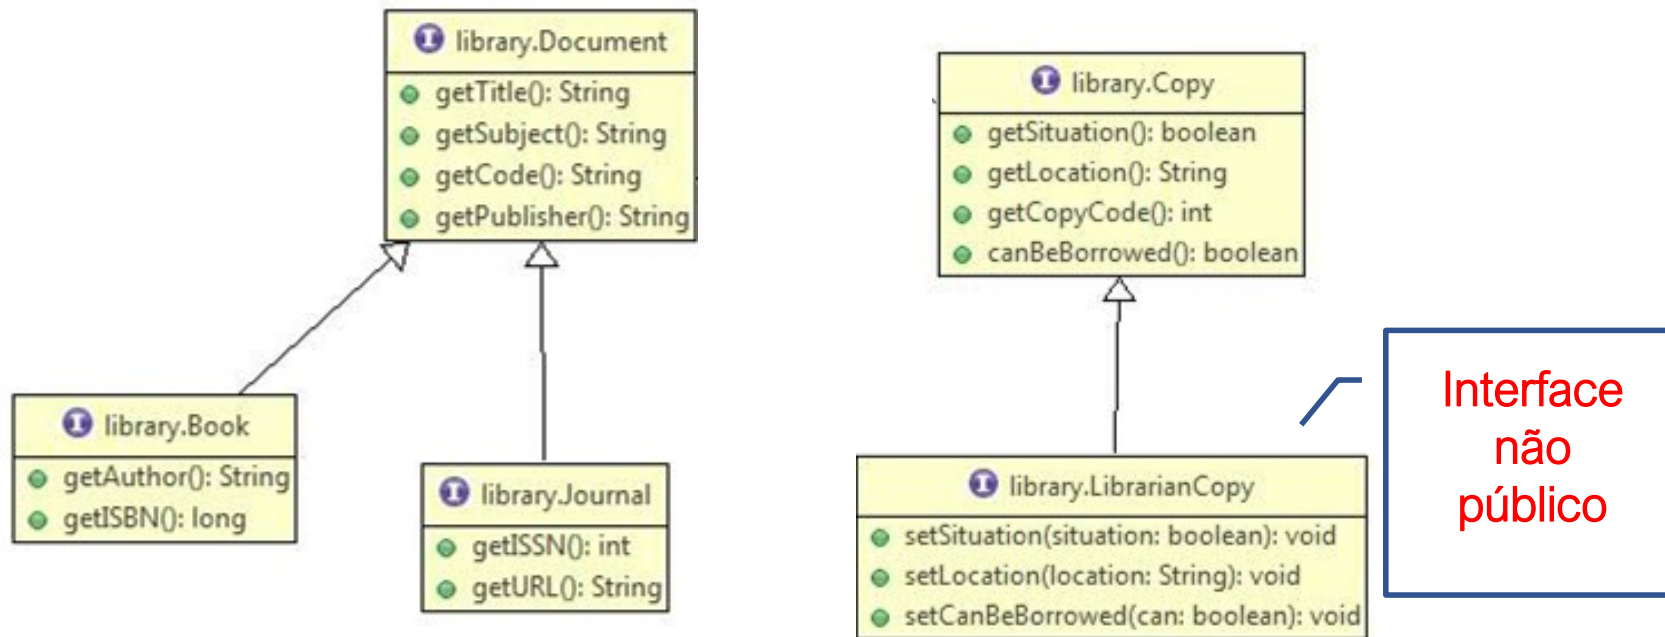 library.Document
getTitle(): String
getSubject(): String
getCode(): String
getPublisher(): String
library.Copy
getSituation(): boolean
getLocation(): String
getCopyCode(): int
canBeBorrowed(): boolean
library.Book
getAuthor(): String
getISBN(): long
library.Journal
getISSN(): int
getURL(): String
library.LibrarianCopy
setSituation(situation: boolean): void
setLocation(location: String): void
setCanBeBorrowed(can: boolean): void
Interface
não
público